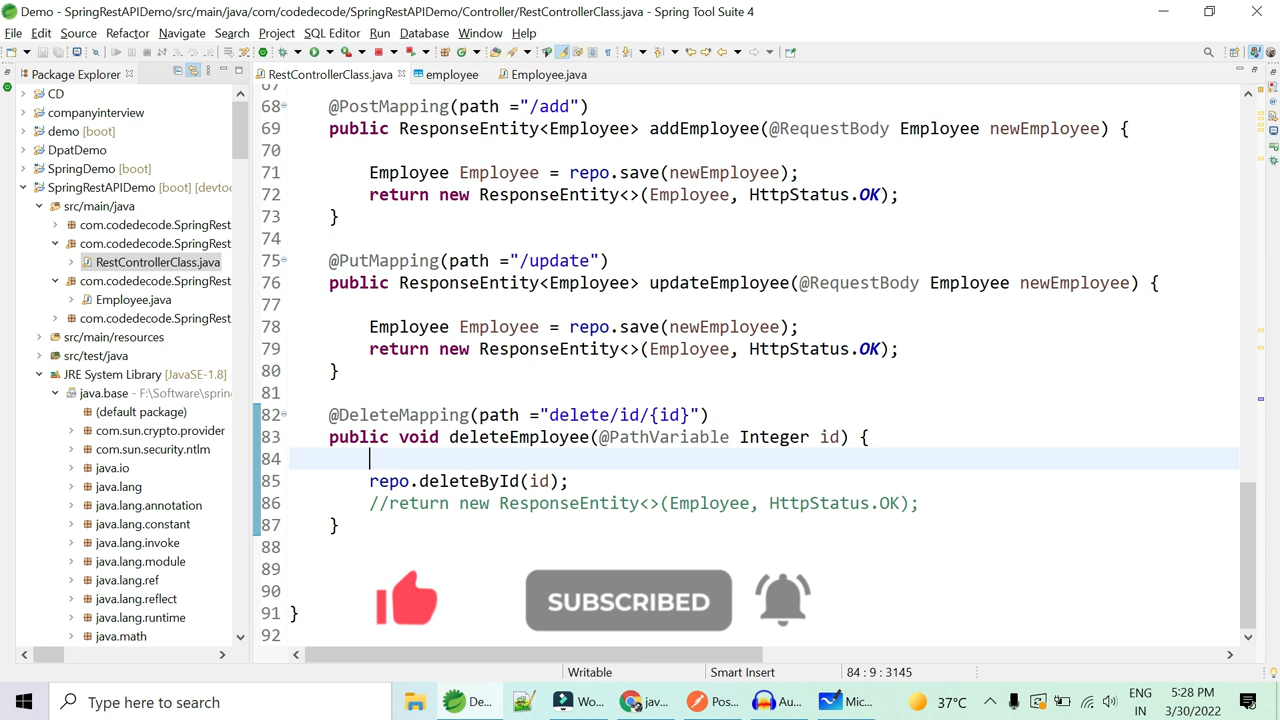 Demo - SpringRestAPIDemo/src/main/java/com/codedecode/SpringRestAPIDemo/Controller/RestControllerClass.java - Spring Tool Suite 4
File Edit Source Refactor Navigate Search Project SQL Editor Run Database Window Help
Package Explorer
RestControllerClass.java employee Employee.java
CD
companyinterview
demo [boot]
DpatDemo
SpringDemo [boot]
SpringRestAPIDemo [boot] [devtoo
src/main/java
com.codedecode.SpringRest
com.codedecode.SpringRest
RestControllerClass.java
com.codedecode.SpringRest
Employee.java
com.codedecode.SpringRest
src/main/resources
src/test/java
JRE System Library [JavaSE-1.8]
java.base - F:\Software\spring
(default package)
com.sun.crypto.provider
com.sun.security.ntlm
java.io
java.lang
java.lang.annotation
java.lang.constant
java.lang.invoke
java.lang.module
java.lang.ref
java.lang.reflect
java.lang.runtime
java.math
67
68 @PostMapping(path ="/add")
69 public ResponseEntity<Employee> addEmployee(@RequestBody Employee newEmployee) {
70
71 Employee Employee = repo.save(newEmployee);
72 return new ResponseEntity<>(Employee, HttpStatus.OK);
73 }
74
75 @PutMapping(path ="/update")
76 public ResponseEntity<Employee> updateEmployee(@RequestBody Employee newEmployee) {
77
78 Employee Employee = repo.save(newEmployee);
79 return new ResponseEntity<>(Employee, HttpStatus.OK);
80 }
81
82 @DeleteMapping(path ="delete/id/{id}")
83 public void deleteEmployee(@PathVariable Integer id) {
84
85 repo.deleteById(id);
86 //return new ResponseEntity<>(Employee, HttpStatus.OK);
87 }
88
89
90
91 }
92
SUBSCRIBED
Writable Smart Insert 84 : 9 : 3145
Type here to search
De... Wo... jav... Pos... Au... Mic...
37°C
ENG
IN
5:28 PM
3/30/2022